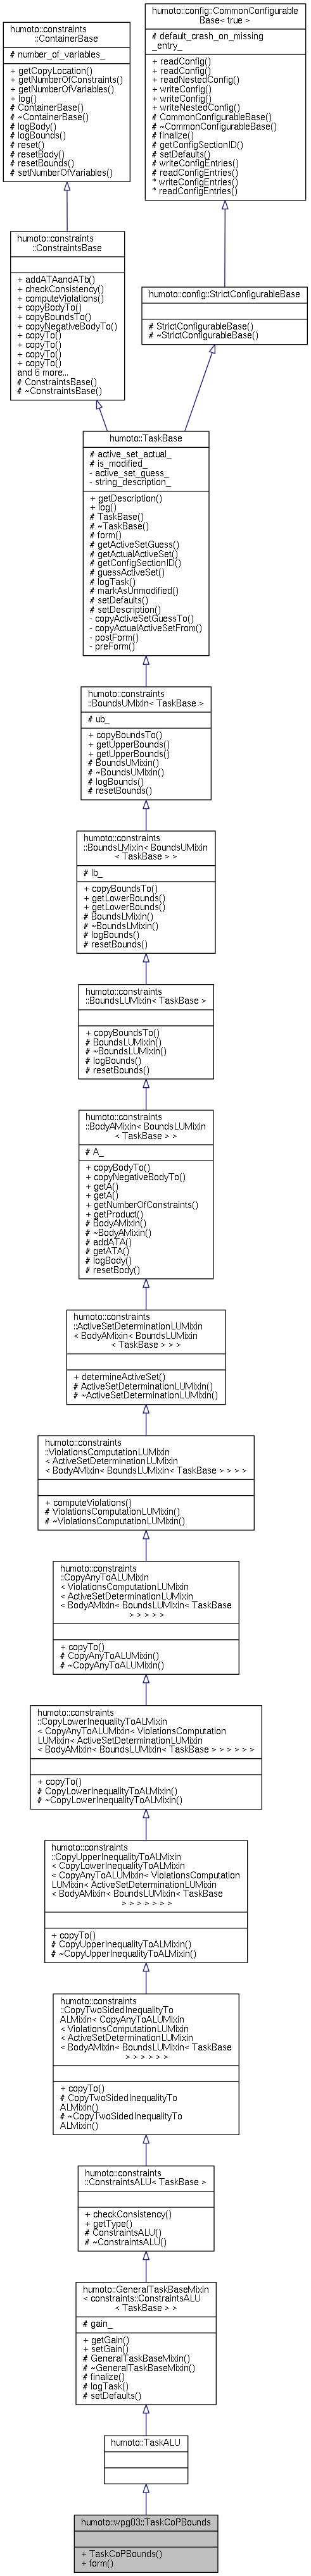 humoto::constraints
::ContainerBase
# number_of_variables_
+ getCopyLocation()
+ getNumberOfConstraints()
+ getNumberOfVariables()
+ log()
# ContainerBase()
# ~ContainerBase()
# logBody()
# logBounds()
# reset()
# resetBody()
# resetBounds()
# setNumberOfVariables()
humoto::config::CommonConfigurable
Base< true >
# default_crash_on_missing
_entry_
+ readConfig()
+ readConfig()
+ readNestedConfig()
+ writeConfig()
+ writeConfig()
+ writeNestedConfig()
# CommonConfigurableBase()
# ~CommonConfigurableBase()
# finalize()
# getConfigSectionID()
# setDefaults()
# writeConfigEntries()
# readConfigEntries()
* writeConfigEntries()
* readConfigEntries()
humoto::constraints
::ConstraintsBase
+ addATAandATb()
+ checkConsistency()
+ computeViolations()
+ copyBodyTo()
+ copyBoundsTo()
+ copyNegativeBodyTo()
+ copyTo()
+ copyTo()
+ copyTo()
+ copyTo()
and 6 more...
# ConstraintsBase()
# ~ConstraintsBase()
humoto::config::StrictConfigurableBase
# StrictConfigurableBase()
# ~StrictConfigurableBase()
humoto::TaskBase
# active_set_actual_
# is_modified_
- active_set_guess_
- string_description_
+ getDescription()
+ log()
# TaskBase()
# ~TaskBase()
# form()
# getActiveSetGuess()
# getActualActiveSet()
# getConfigSectionID()
# guessActiveSet()
# logTask()
# markAsUnmodified()
# setDefaults()
# setDescription()
- copyActiveSetGuessTo()
- copyActualActiveSetFrom()
- postForm()
- preForm()
humoto::constraints
::BoundsUMixin< TaskBase >
# ub_
+ copyBoundsTo()
+ getUpperBounds()
+ getUpperBounds()
# BoundsUMixin()
# ~BoundsUMixin()
# logBounds()
# resetBounds()
humoto::constraints
::BoundsLMixin< BoundsUMixin
< TaskBase > >
# lb_
+ copyBoundsTo()
+ getLowerBounds()
+ getLowerBounds()
# BoundsLMixin()
# ~BoundsLMixin()
# logBounds()
# resetBounds()
humoto::constraints
::BoundsLUMixin< TaskBase >
+ copyBoundsTo()
# BoundsLUMixin()
# ~BoundsLUMixin()
# logBounds()
# resetBounds()
humoto::constraints
::BodyAMixin< BoundsLUMixin
< TaskBase > >
# A_
+ copyBodyTo()
+ copyNegativeBodyTo()
+ getA()
+ getA()
+ getNumberOfConstraints()
+ getProduct()
# BodyAMixin()
# ~BodyAMixin()
# addATA()
# getATA()
# logBody()
# resetBody()
humoto::constraints
::ActiveSetDeterminationLUMixin
< BodyAMixin< BoundsLUMixin
< TaskBase > > >
+ determineActiveSet()
# ActiveSetDeterminationLUMixin()
# ~ActiveSetDeterminationLUMixin()
humoto::constraints
::ViolationsComputationLUMixin
< ActiveSetDeterminationLUMixin
< BodyAMixin< BoundsLUMixin< TaskBase > > > >
+ computeViolations()
# ViolationsComputationLUMixin()
# ~ViolationsComputationLUMixin()
humoto::constraints
::CopyAnyToALUMixin
< ViolationsComputationLUMixin
< ActiveSetDeterminationLUMixin
< BodyAMixin< BoundsLUMixin< TaskBase
> > > > >
+ copyTo()
# CopyAnyToALUMixin()
# ~CopyAnyToALUMixin()
humoto::constraints
::CopyLowerInequalityToALMixin
< CopyAnyToALUMixin< ViolationsComputation
LUMixin< ActiveSetDeterminationLUMixin
< BodyAMixin< BoundsLUMixin< TaskBase > > > > > >
+ copyTo()
# CopyLowerInequalityToALMixin()
# ~CopyLowerInequalityToALMixin()
humoto::constraints
::CopyUpperInequalityToALMixin
< CopyLowerInequalityToALMixin
< CopyAnyToALUMixin< ViolationsComputation
LUMixin< ActiveSetDeterminationLUMixin
< BodyAMixin< BoundsLUMixin< TaskBase
> > > > > > >
+ copyTo()
# CopyUpperInequalityToALMixin()
# ~CopyUpperInequalityToALMixin()
humoto::constraints
::CopyTwoSidedInequalityTo
ALMixin< CopyAnyToALUMixin
< ViolationsComputationLUMixin
< ActiveSetDeterminationLUMixin
< BodyAMixin< BoundsLUMixin< TaskBase
> > > > > >
+ copyTo()
# CopyTwoSidedInequalityTo
ALMixin()
# ~CopyTwoSidedInequalityTo
ALMixin()
humoto::constraints
::ConstraintsALU< TaskBase >
+ checkConsistency()
+ getType()
# ConstraintsALU()
# ~ConstraintsALU()
humoto::GeneralTaskBaseMixin
< constraints::ConstraintsALU
< TaskBase > >
# gain_
+ getGain()
+ setGain()
# GeneralTaskBaseMixin()
# ~GeneralTaskBaseMixin()
# finalize()
# logTask()
# setDefaults()
humoto::TaskALU
humoto::wpg03::TaskCoPBounds
+ TaskCoPBounds()
+ form()